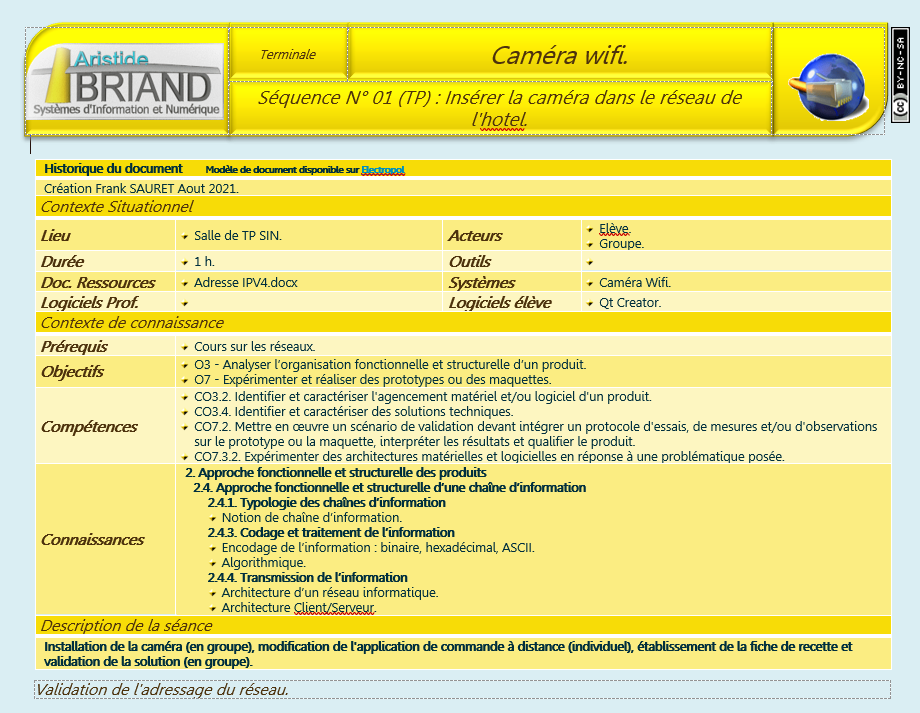 Aristide
BRIAND
Systèmes d'Information et Numérique
Terminale
Caméra wifi.
Séquence N° 01 (TP) : Insérer la caméra dans le réseau de
l'hotel.
(cc) BY-NC-SA
Historique du document Modèle de document disponible sur Electropol
Création Frank SAURET Aout 2021.
Contexte Situationnel
Lieu
Salle de TP SIN.
Acteurs
Elève.
Groupe.
Durée
1 h.
Outils
Doc. Ressources
Adresse IPV4.docx
Systèmes
Caméra Wifi.
Logiciels Prof.
Logiciels élève
Qt Creator.
Contexte de connaissance
Prérequis
Cours sur les réseaux.
Objectifs
O3 - Analyser l'organisation fonctionnelle et structurelle d'un produit.
O7 - Expérimenter et réaliser des prototypes ou des maquettes.
Compétences
CO3.2. Identifier et caractériser l'agencement matériel et/ou logiciel d'un produit.
CO3.4. Identifier et caractériser des solutions techniques.
CO7.2. Mettre en œuvre un scénario de validation devant intégrer un protocole d'essais, de mesures et/ou d'observations
sur le prototype ou la maquette, interpréter les résultats et qualifier le produit.
CO7.3.2. Expérimenter des architectures matérielles et logicielles en réponse à une problématique posée.
Connaissances
2. Approche fonctionnelle et structurelle des produits
2.4. Approche fonctionnelle et structurelle d'une chaîne d'information
2.4.1. Typologie des chaînes d'information
Notion de chaîne d'information.
2.4.3. Codage et traitement de l'information
Encodage de l'information : binaire, hexadécimal, ASCII.
Algorithmique.
2.4.4. Transmission de l'information
Architecture d'un réseau informatique.
Architecture Client/Serveur.
Description de la séance
Installation de la caméra (en groupe), modification de l'application de commande à distance (individuel), établissement de la fiche de recette et
validation de la solution (en groupe).
Validation de l'adressage du réseau.